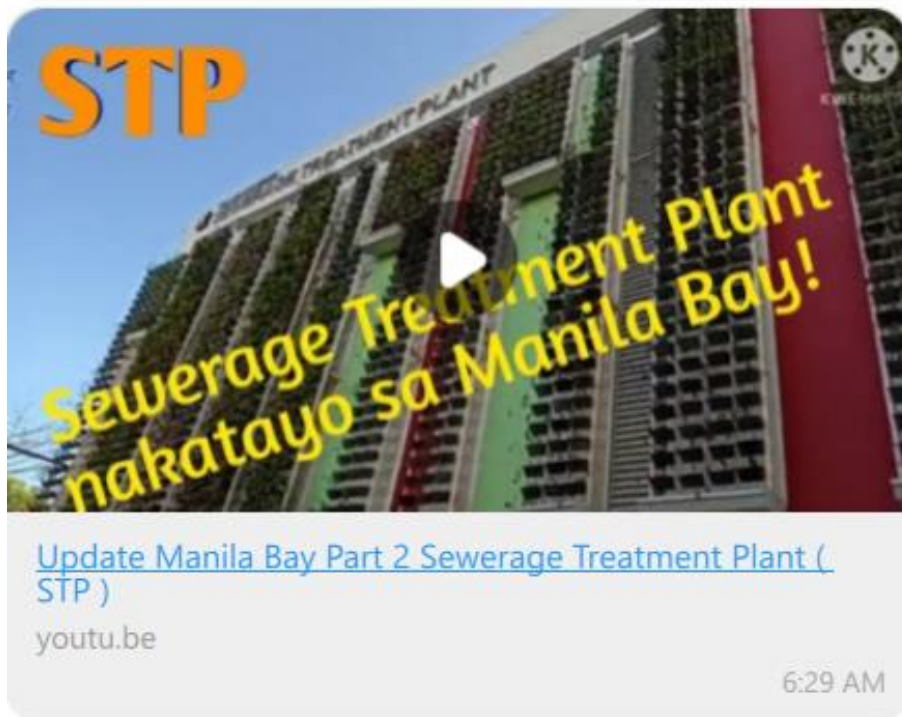 STP
TREATMENT PLANT
K
Sewerage Treatment Plant
nakatayo sa Manila Bay!
Update Manila Bay Part 2 Sewerage Treatment Plant (
STP )
youtu.be
6:29 AM